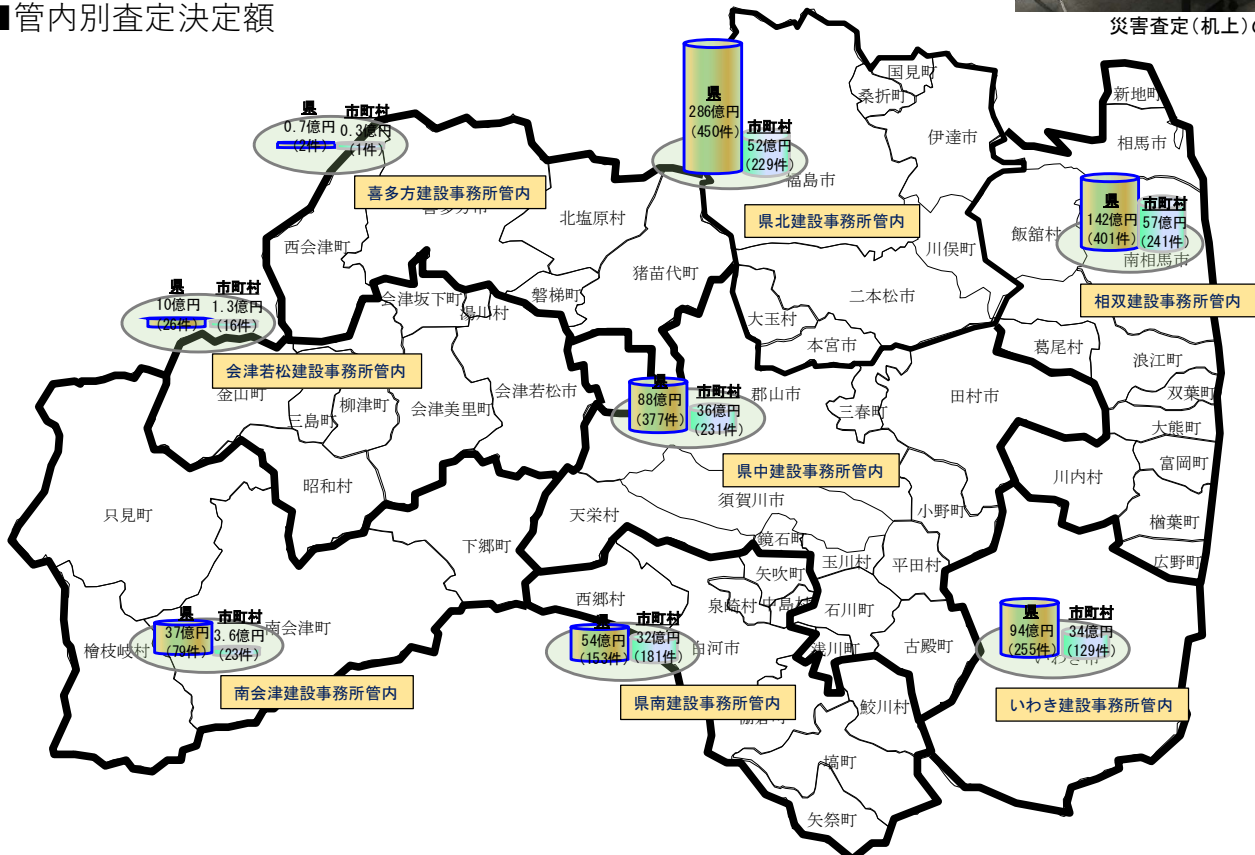 ■管内別査定決定額
災害査定(机上)の
県
286億円
(450件)
市町村
52億円
(229件)
県北建設事務所管内
県
0.7億円
(2件)
市町村
0.3億円
(1件)
喜多方建設事務所管内
県
142億円
(401件)
市町村
57億円
(241件)
相双建設事務所管内
県
10億円
(26件)
市町村
1.3億円
(16件)
会津若松建設事務所管内
県
88億円
(377件)
市町村
36億円
(231件)
県中建設事務所管内
県
37億円
(79件)
市町村
3.6億円
(23件)
南会津建設事務所管内
県
54億円
(153件)
市町村
32億円
(181件)
県南建設事務所管内
県
94億円
(255件)
市町村
34億円
(129件)
いわき建設事務所管内
国見町
桑折町
伊達市
福島市
新地町
相馬市
飯舘村
南相馬市
川俣町
二本松市
大玉村
本宮市
葛尾村
浪江町
双葉町
大熊町
富岡町
川内村
楢葉町
広野町
喜多方市
北塩原村
西会津町
猪苗代町
磐梯町
会津坂下町
湯川村
会津若松市
金山町
三島町
柳津町
会津美里町
昭和村
只見町
下郷町
南会津町
檜枝岐村
郡山市
三春町
田村市
須賀川市
天栄村
鏡石町
小野町
玉川村
平田村
石川町
古殿町
浅川町
西郷村
矢吹町
泉崎村
中島村
白河市
棚倉町
鮫川村
塙町
矢祭町
いわき市